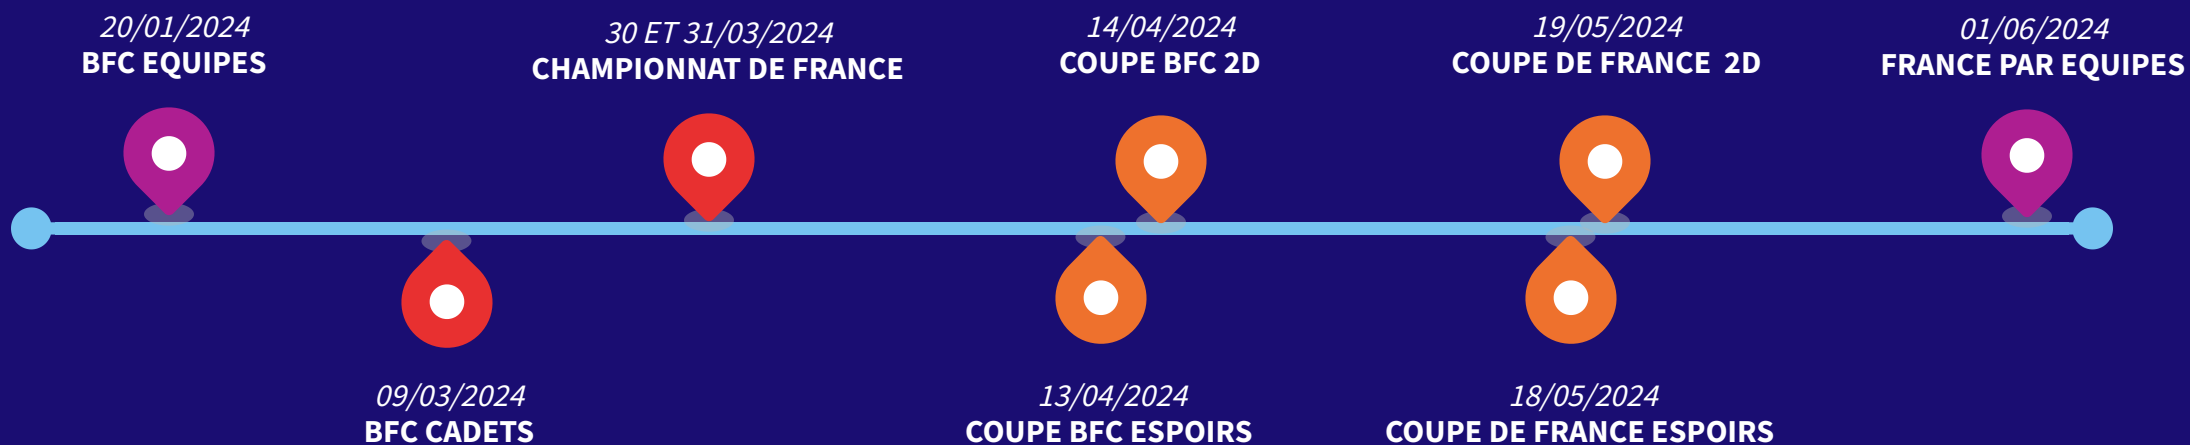 20/01/2024
BFC EQUIPES
30 ET 31/03/2024
CHAMPIONNAT DE FRANCE
14/04/2024
COUPE BFC 2D
19/05/2024
COUPE DE FRANCE 2D
01/06/2024
FRANCE PAR EQUIPES
09/03/2024
BFC CADETS
13/04/2024
COUPE BFC ESPOIRS
18/05/2024
COUPE DE FRANCE ESPOIRS